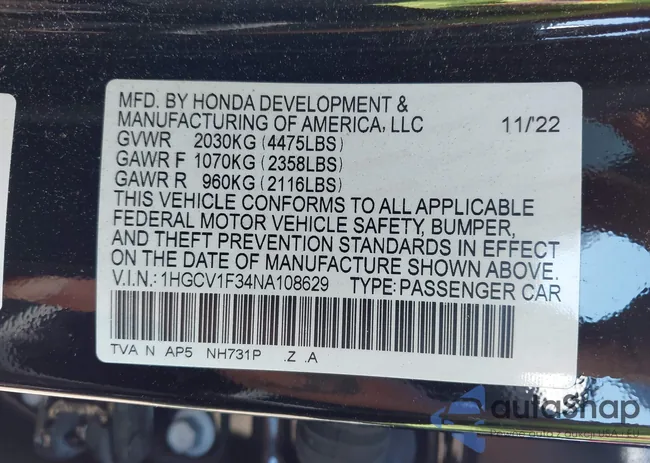 MFD. BY HONDA DEVELOPMENT &
MANUFACTURING OF AMERICA, LLC 11/'22
GVWR 2030KG (4475LBS)
GAWR F 1070KG (2358LBS)
GAWR R 960KG (2116LBS)
THIS VEHICLE CONFORMS TO ALL APPLICABLE
FEDERAL MOTOR VEHICLE SAFETY, BUMPER,
AND THEFT PREVENTION STANDARDS IN EFFECT
ON THE DATE OF MANUFACTURE SHOWN ABOVE.
V.I.N.: 1HGCV1F34NA108629 TYPE: PASSENGER CAR
TVA N AP5 NH731P .Z .A
autaSnap